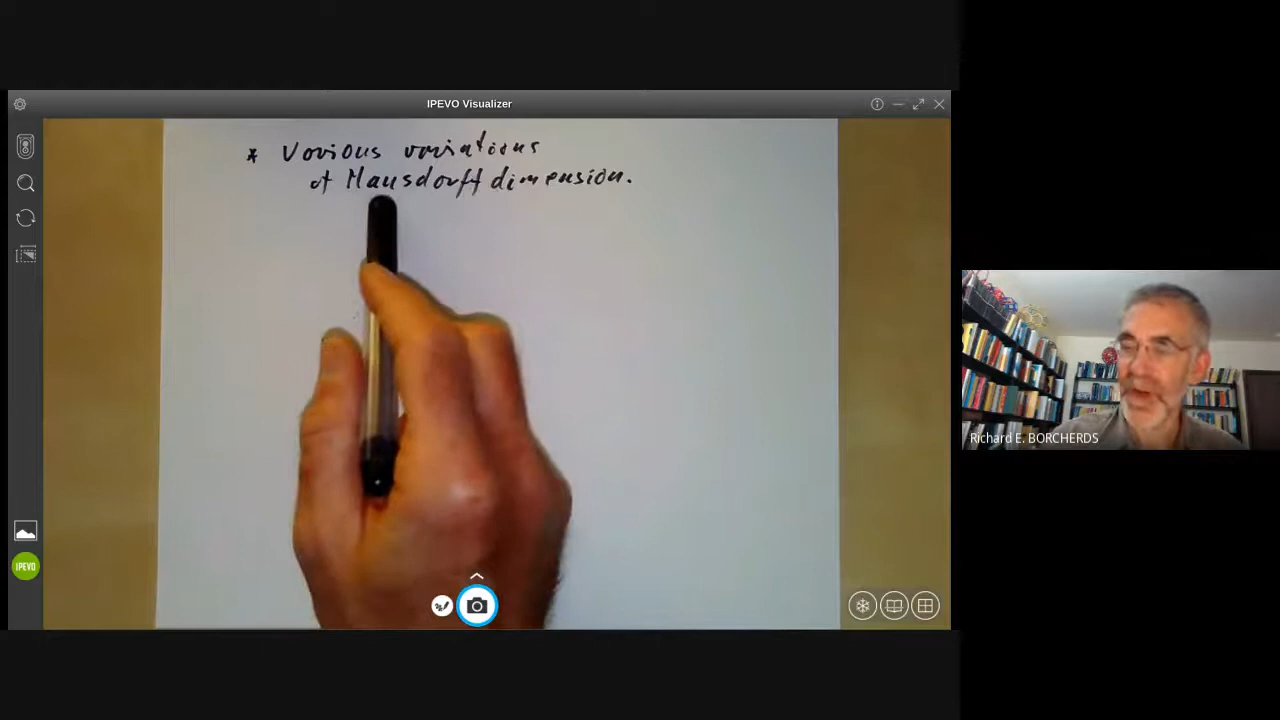 IPEVO Visualizer
* Various variations
of Hausdorff dimension.
Richard E. BORCHERDS
IPEVO